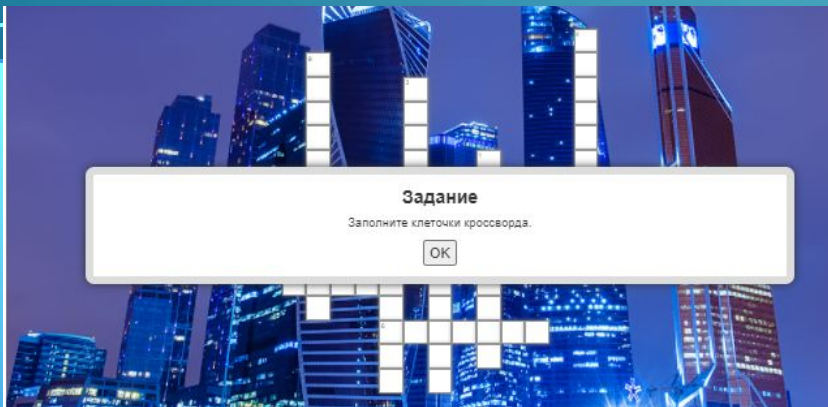 Задание
Заполните клеточки кроссворда.
OK